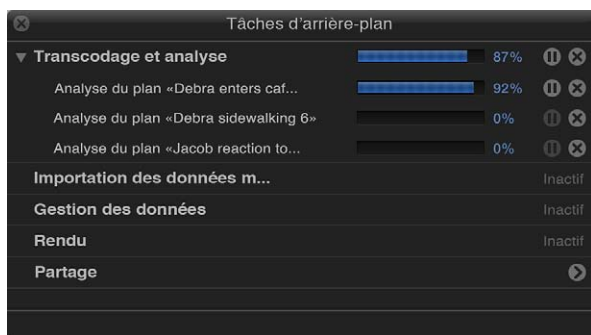 Tâches d'arrière-plan
Transcodage et analyse 87%
Analyse du plan «Debra enters caf... 92%
Analyse du plan «Debra sidewalking 6» 0%
Analyse du plan «Jacob reaction to... 0%
Importation des données m... Inactif
Gestion des données Inactif
Rendu Inactif
Partage